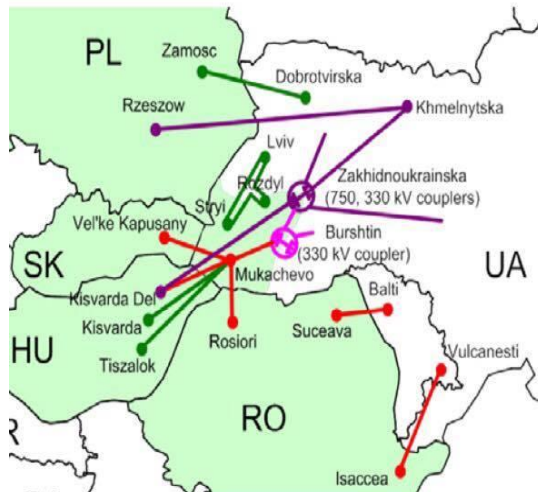 PL
Zamosc
Dobrotvirska
Rzeszow
Khmelnytska
Lviv
Zakhidnoukrainska
(750, 330 kV couplers)
Rozdyl
Stryi
Vel'ke Kapusany
Burshtin
(330 kV coupler)
SK
Mukachevo
UA
Kisvarda Del
Balti
Kisvarda
Rosiori
Suceava
HU
Tiszalok
Vulcanesti
RO
R
Isaccea